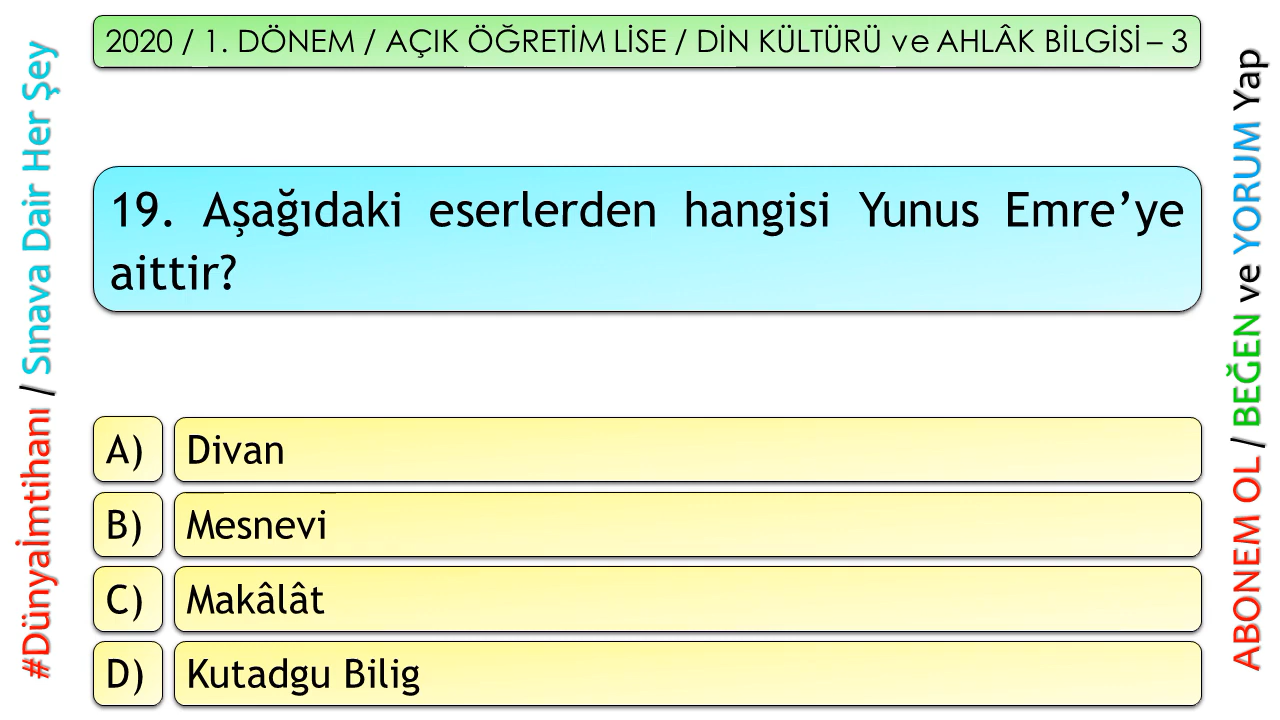 2020 / 1. DÖNEM / AÇIK ÖĞRETİM LİSE / DİN KÜLTÜRÜ ve AHLÂK BİLGİSİ – 3
#Dünyaİmtihanı / Sınava Dair Her Şey
19. Aşağıdaki eserlerden hangisi Yunus Emre’ye
aittir?
A) Divan
B) Mesnevi
C) Makâlât
D) Kutadgu Bilig
ABONEM OL / BEĞEN ve YORUM Yap